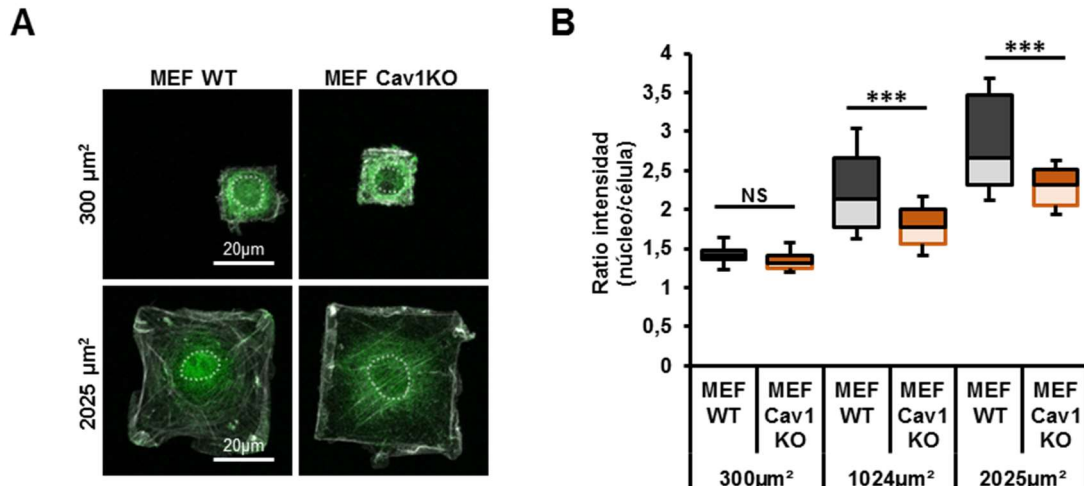 A
MEF WT
MEF Cav1KO
300 µm²
20µm
2025 µm²
20µm
B
Ratio intensidad
(núcleo/célula)
4
3,5
3
2,5
2
1,5
1
0,5
0
NS
***
***
MEF
WT
MEF
Cav1
KO
MEF
WT
MEF
Cav1
KO
MEF
WT
MEF
Cav1
KO
300µm²
1024µm²
2025µm²